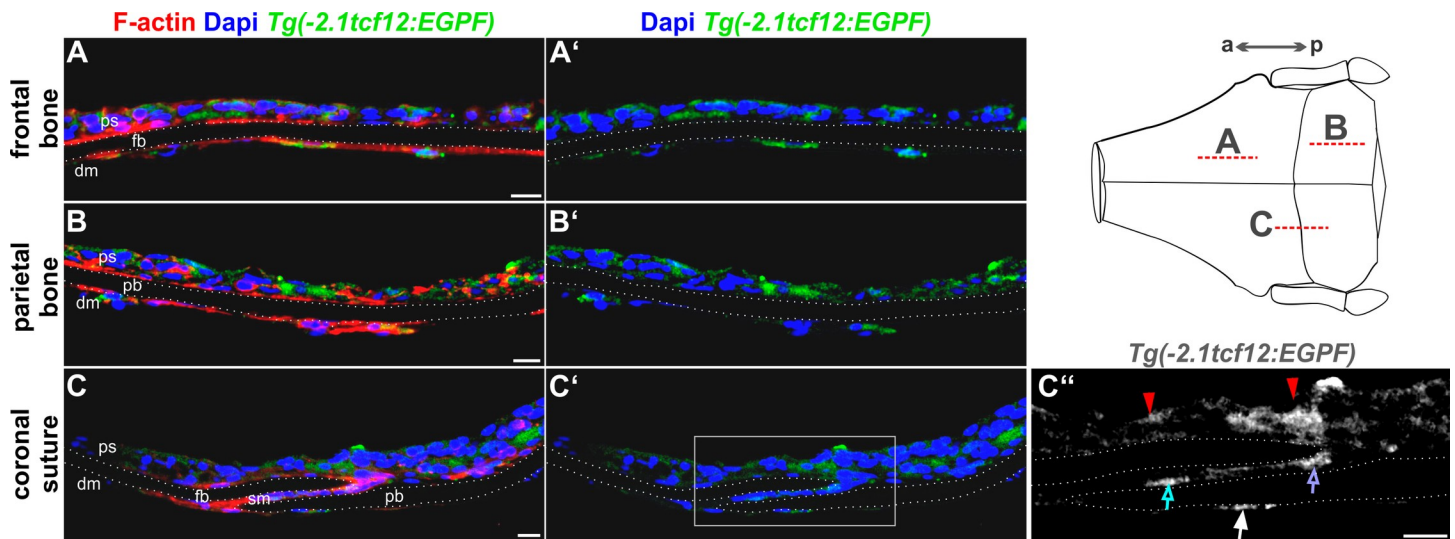 F-actin Dapi Tg(-2.1tcf12:EGPF)
Dapi Tg(-2.1tcf12:EGPF)
frontal
bone
A
ps
fb
dm
A‘
parietal
bone
B
ps
pb
dm
B‘
coronal
suture
C
ps
dm
fb
sm
pb
C‘
a p
A
B
C
Tg(-2.1tcf12:EGPF)
C‘‘